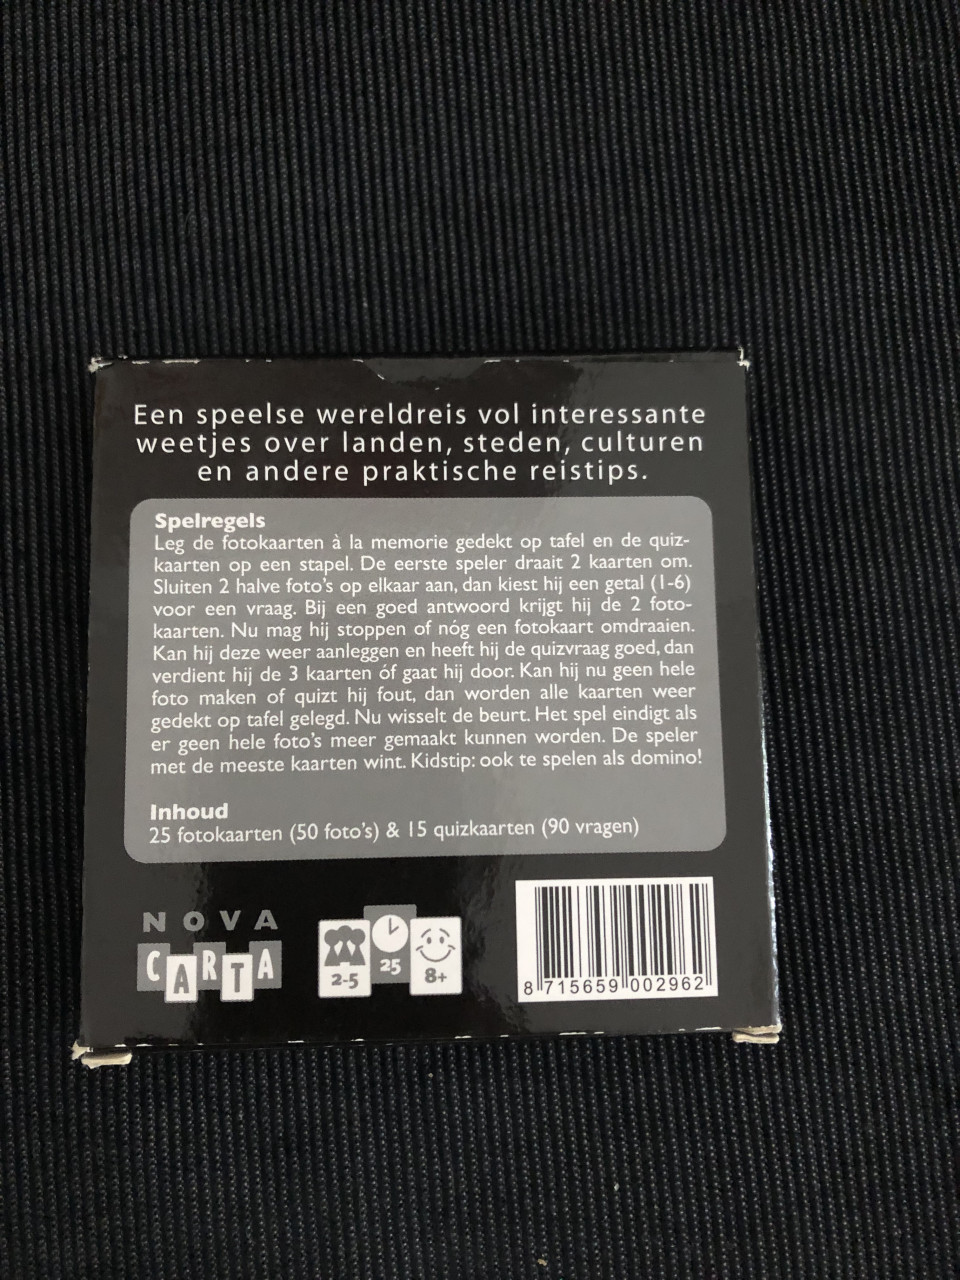 Een speelse wereldreis vol interessante
weetjes over landen, steden, culturen
en andere praktische reistips.
Spelregels
Leg de fotokaarten à la memorie gedekt op tafel en de quiz-
kaarten op een stapel. De eerste speler draait 2 kaarten om.
Sluiten 2 halve foto's op elkaar aan, dan kiest hij een getal (1-6)
voor een vraag. Bij een goed antwoord krijgt hij de 2 foto-
kaarten. Nu mag hij stoppen of nóg een fotokaart omdraaien.
Kan hij deze weer aanleggen en heeft hij de quizvraag goed, dan
verdient hij de 3 kaarten óf gaat hij door. Kan hij nu geen hele
foto maken of quizt hij fout, dan worden alle kaarten weer
gedekt op tafel gelegd. Nu wisselt de beurt. Het spel eindigt als
er geen hele foto's meer gemaakt kunnen worden. De speler
met de meeste kaarten wint. Kidstip: ook te spelen als domino!
Inhoud
25 fotokaarten (50 foto's) & 15 quizkaarten (90 vragen)
NOVA
CARTA
2-5
25
8+
8 715659 002962